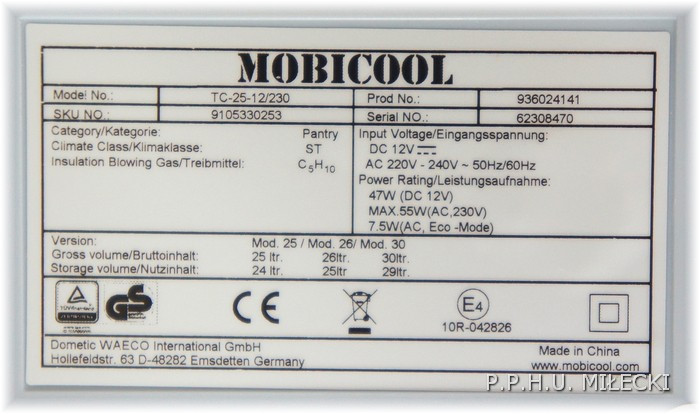 MOBICOOL
Model No.: TC-25-12/230 Prod No.: 936024141
SKU NO.: 9105330253 Serial NO.: 62308470
Category/Kategorie: Pantry
Climate Class/Klimaklasse: ST
Insulation Blowing Gas/Treibmittel: C5H10
Input Voltage/Eingangsspannung:
DC 12V
AC 220V - 240V ~ 50Hz/60Hz
Power Rating/Leistungsaufnahme:
47W (DC 12V)
MAX.55W(AC,230V)
7.5W(AC, Eco -Mode)
Version: Mod. 25 / Mod. 26/ Mod. 30
Gross volume/Bruttoinhalt: 25 ltr. 26ltr. 30ltr.
Storage volume/Nutzinhalt: 24 ltr. 25ltr 29ltr.
GS
CE
E4
10R-042826
Dometic WAECO International GmbH
Hollefeldstr. 63 D-48282 Emsdetten Germany
Made in China
www.mobicool.com
P.P.H.U. MIŁECKI